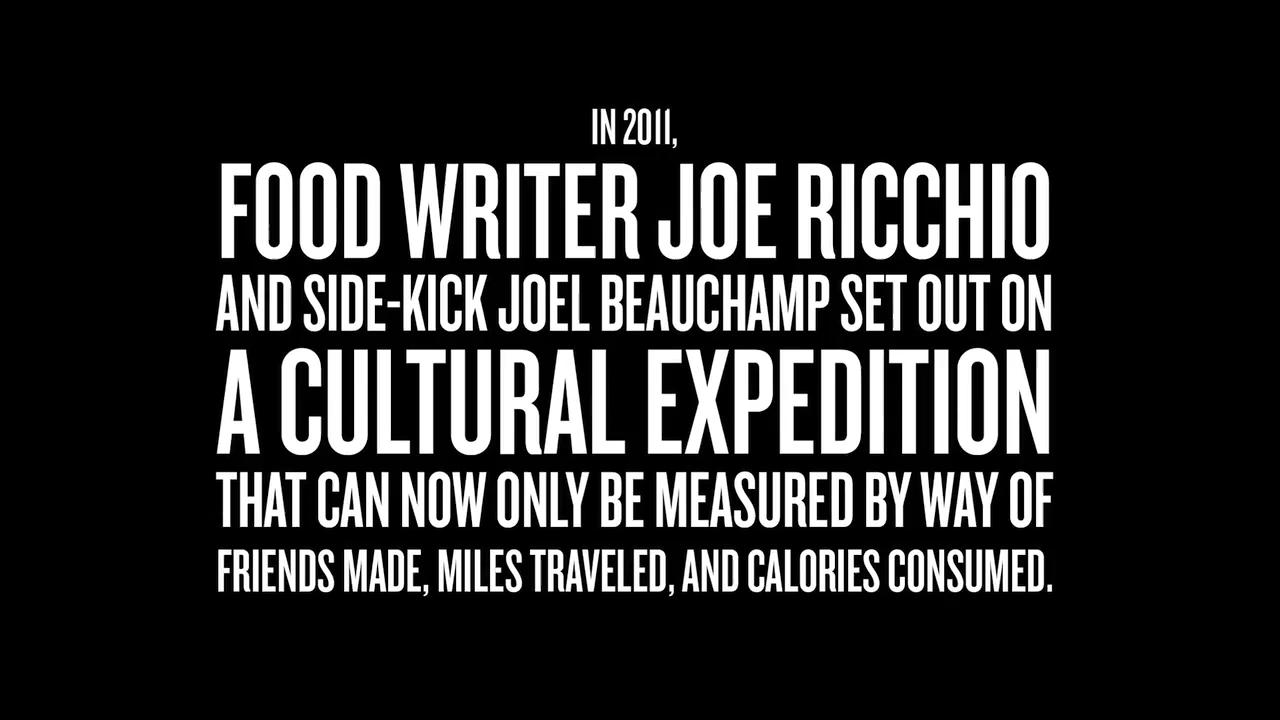 IN 2011,
FOOD WRITER JOE RICCHIO
AND SIDE-KICK JOEL BEAUCHAMP SET OUT ON
A CULTURAL EXPEDITION
THAT CAN NOW ONLY BE MEASURED BY WAY OF
FRIENDS MADE, MILES TRAVELED, AND CALORIES CONSUMED.